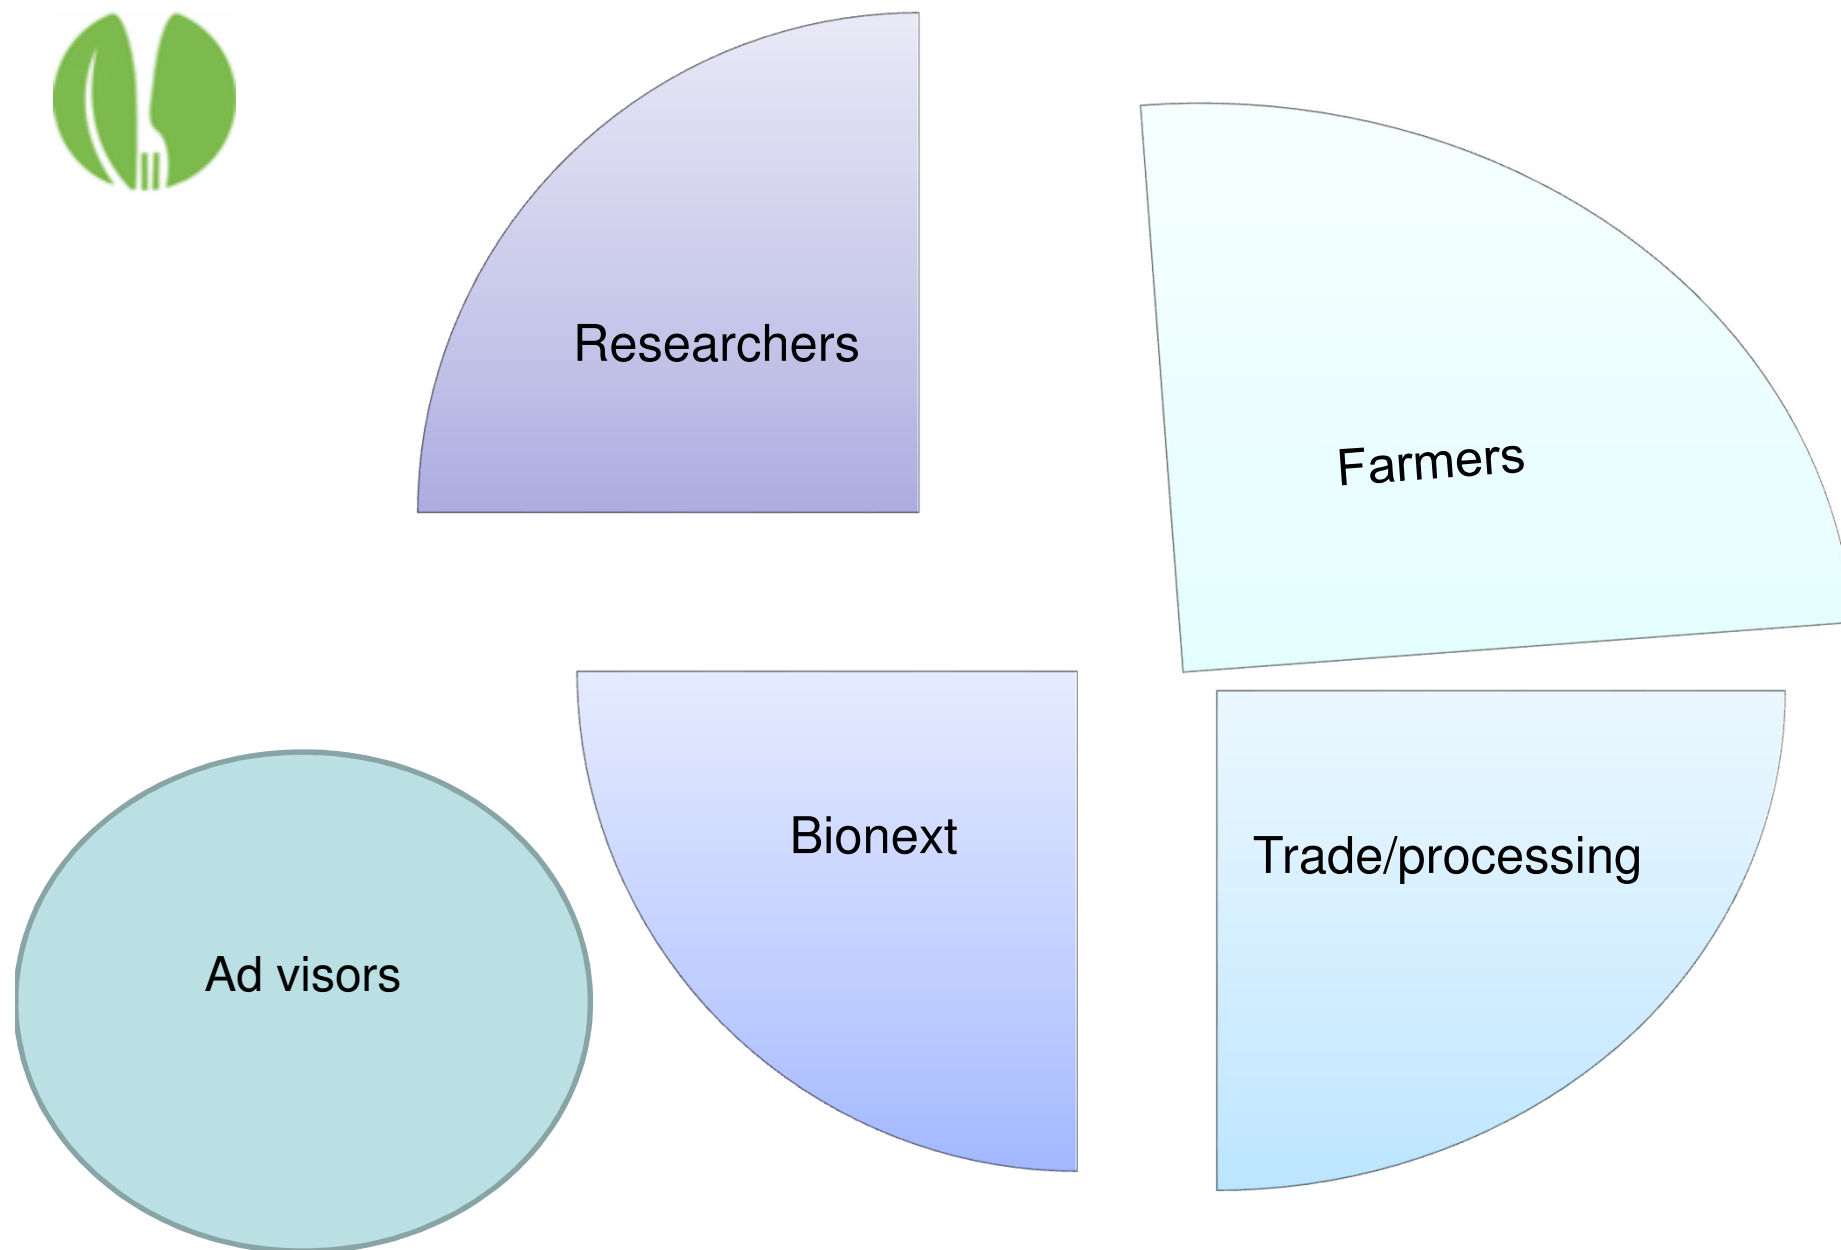 Researchers
Farmers
Bionext
Trade/processing
Ad visors